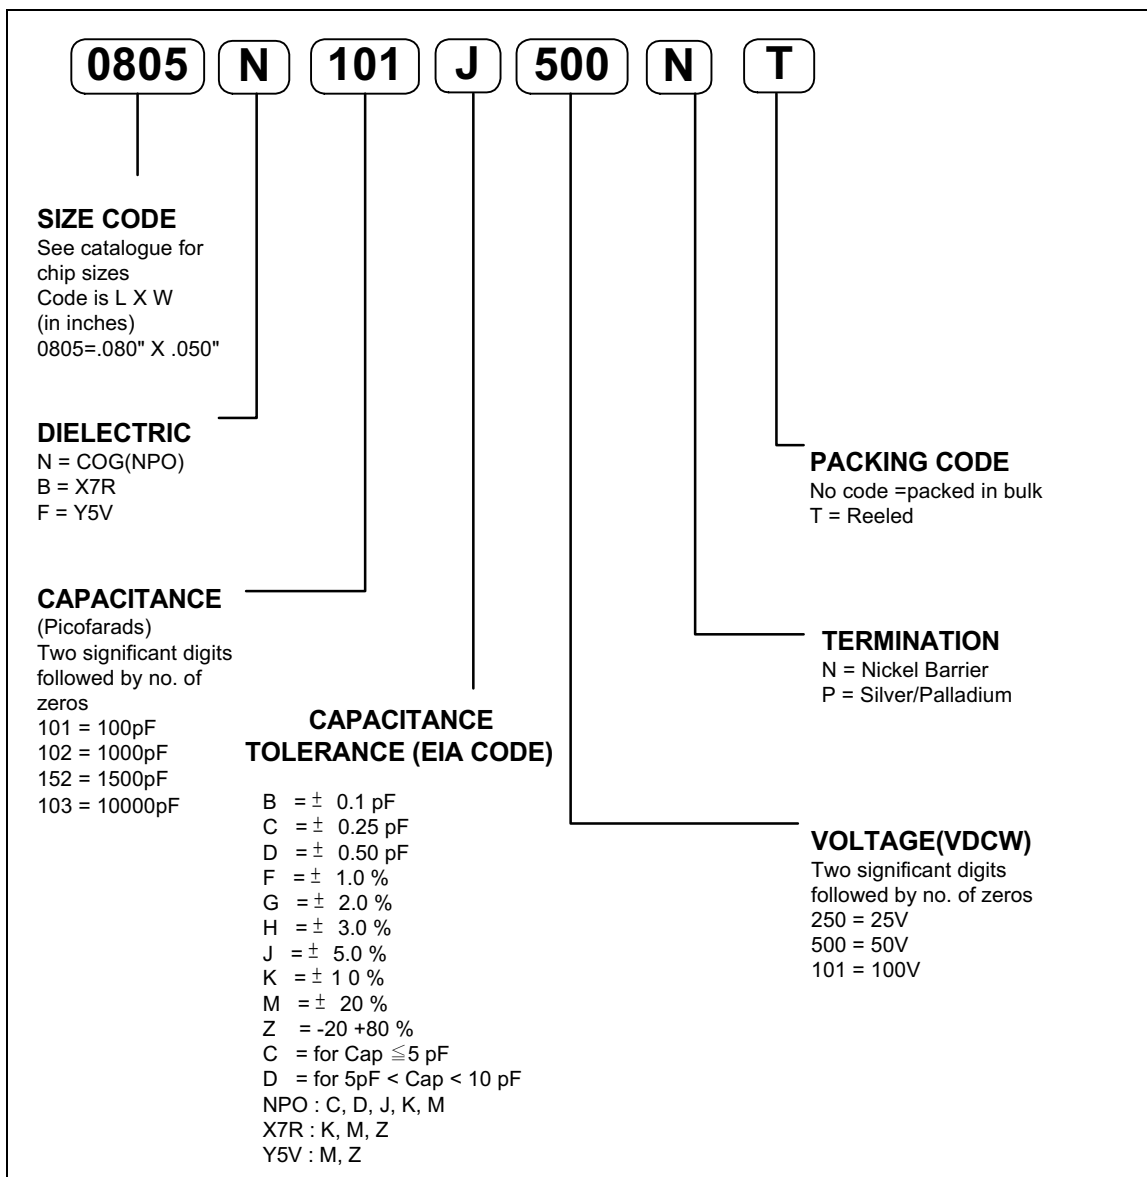 0805 N 101 J 500 N T
SIZE CODE
See catalogue for
chip sizes
Code is L X W
(in inches)
0805=.080" X .050"
DIELECTRIC
N = COG(NPO)
B = X7R
F = Y5V
CAPACITANCE
(Picofarads)
Two significant digits
followed by no. of
zeros
101 = 100pF
102 = 1000pF
152 = 1500pF
103 = 10000pF
CAPACITANCE
TOLERANCE (EIA CODE)
B = ± 0.1 pF
C = ± 0.25 pF
D = ± 0.50 pF
F = ± 1.0 %
G = ± 2.0 %
H = ± 3.0 %
J = ± 5.0 %
K = ± 1 0 %
M = ± 20 %
Z = -20 +80 %
C = for Cap ≦5 pF
D = for 5pF < Cap < 10 pF
NPO : C, D, J, K, M
X7R : K, M, Z
Y5V : M, Z
PACKING CODE
No code =packed in bulk
T = Reeled
TERMINATION
N = Nickel Barrier
P = Silver/Palladium
VOLTAGE(VDCW)
Two significant digits
followed by no. of zeros
250 = 25V
500 = 50V
101 = 100V